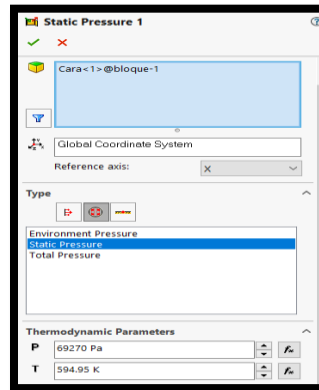 Static Pressure 1
Cara<1>@bloque-1
Global Coordinate System
Reference axis: X
Type
Environment Pressure
Static Pressure
Total Pressure
Thermodynamic Parameters
P 69270 Pa
T 594.95 K